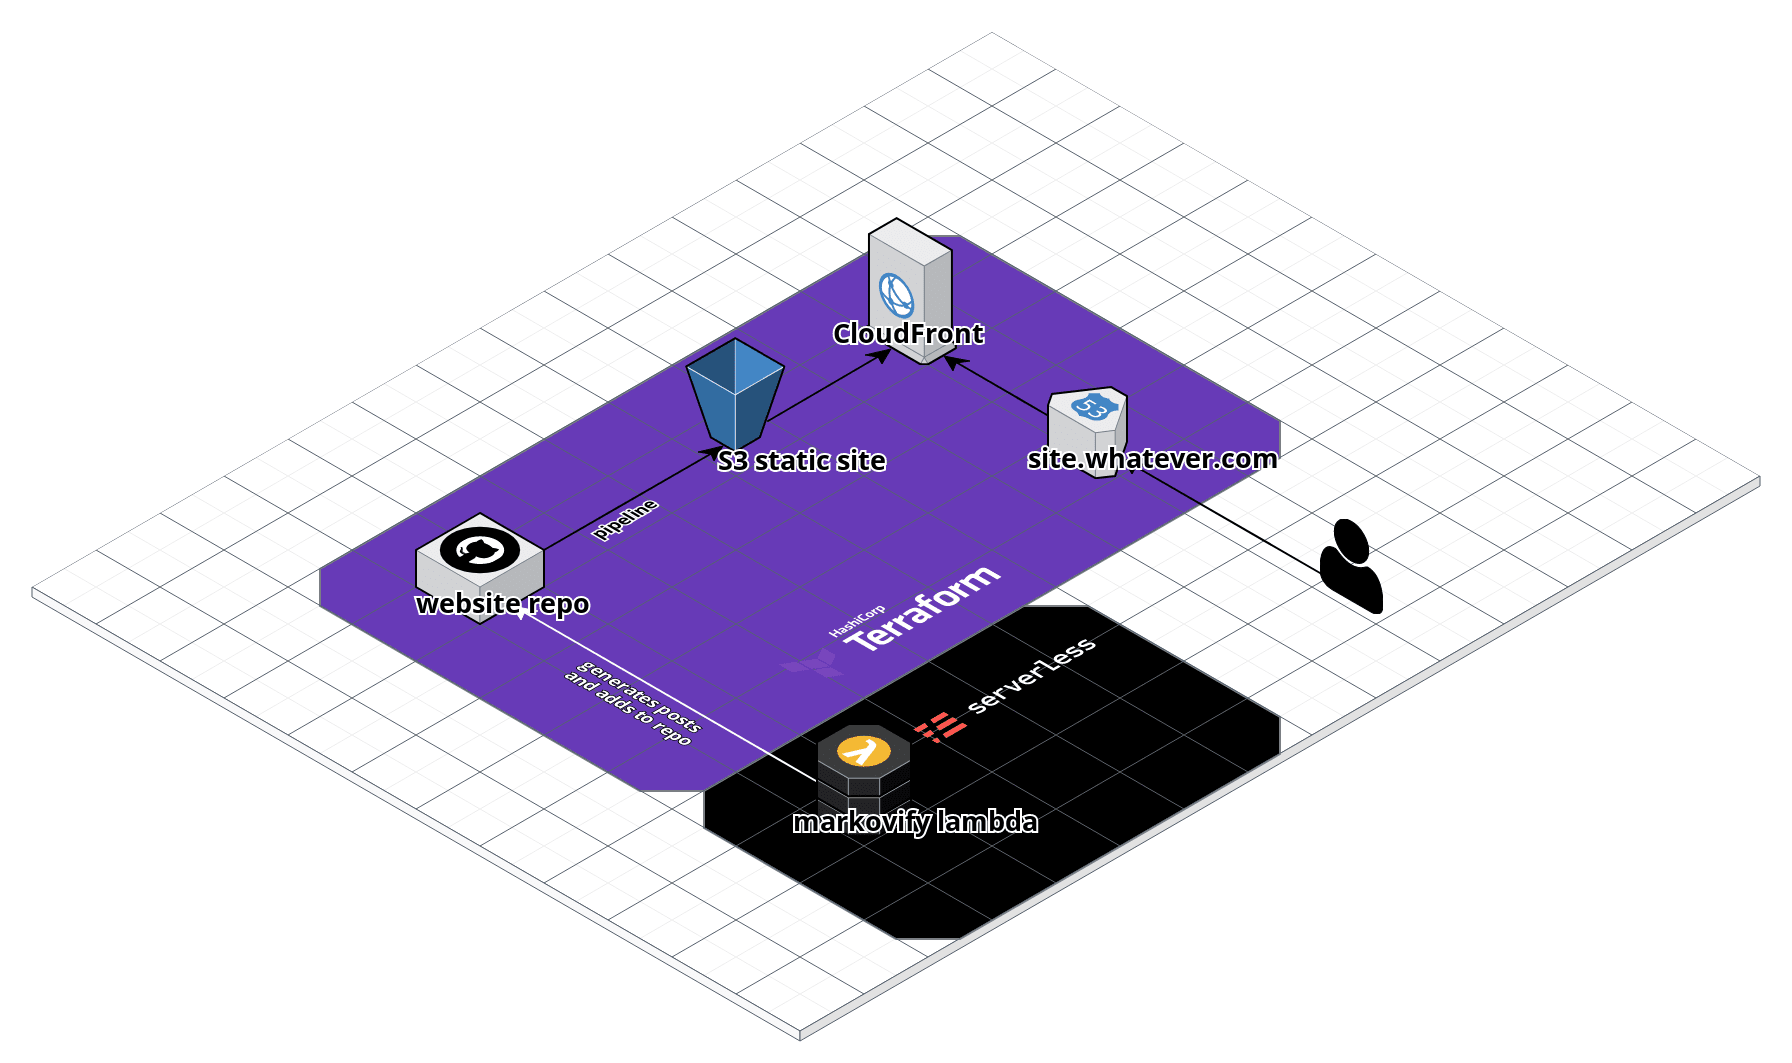 CloudFront
53
S3 static site
site.whatever.com
pipeline
website repo
HashiCorp
Terraform
generates posts
and adds to repo
serverless
λ
markovify lambda